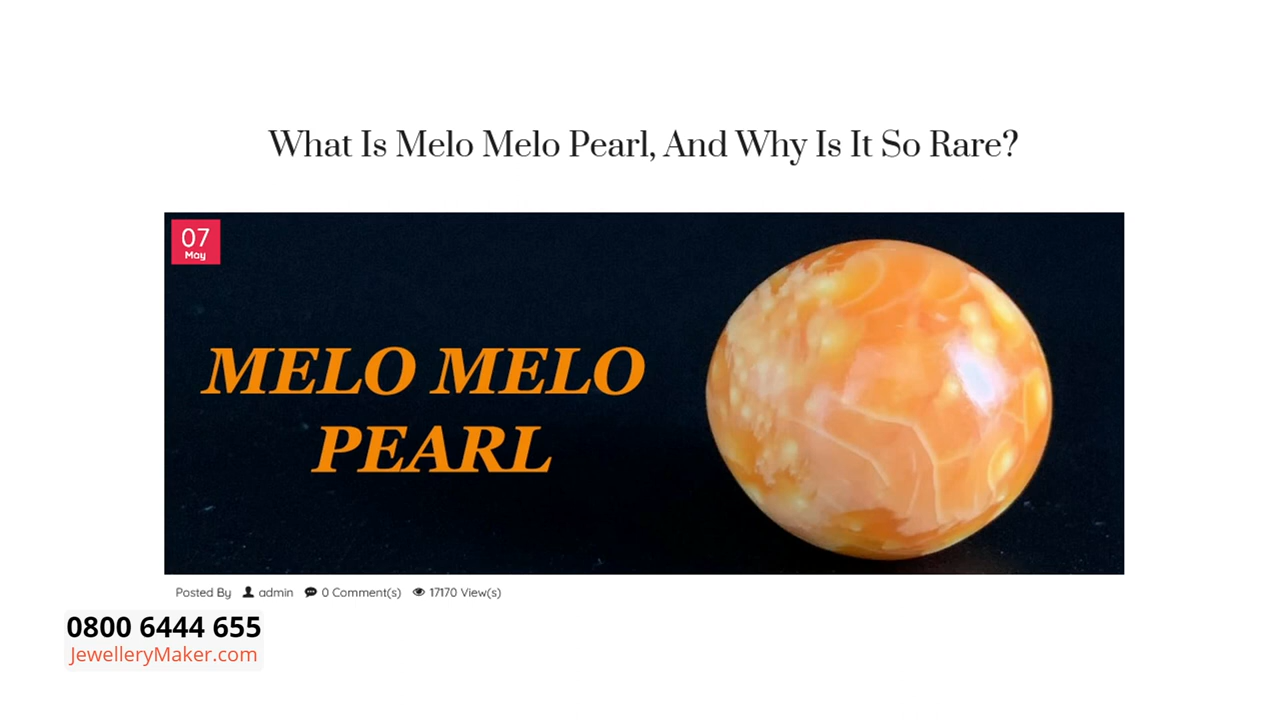 What Is Melo Melo Pearl, And Why Is It So Rare?
07
May
MELO MELO
PEARL
Posted By admin 0 Comment(s) 17170 View(s)
0800 6444 655
JewelleryMaker.com